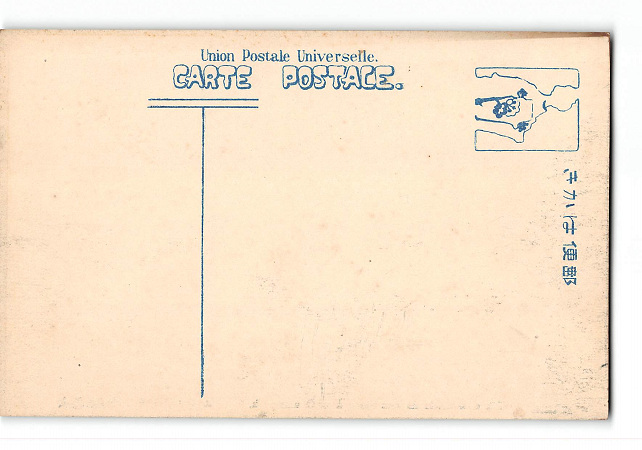 Union Postale Universelle.
CARTE POSTALE.
きかは便郵